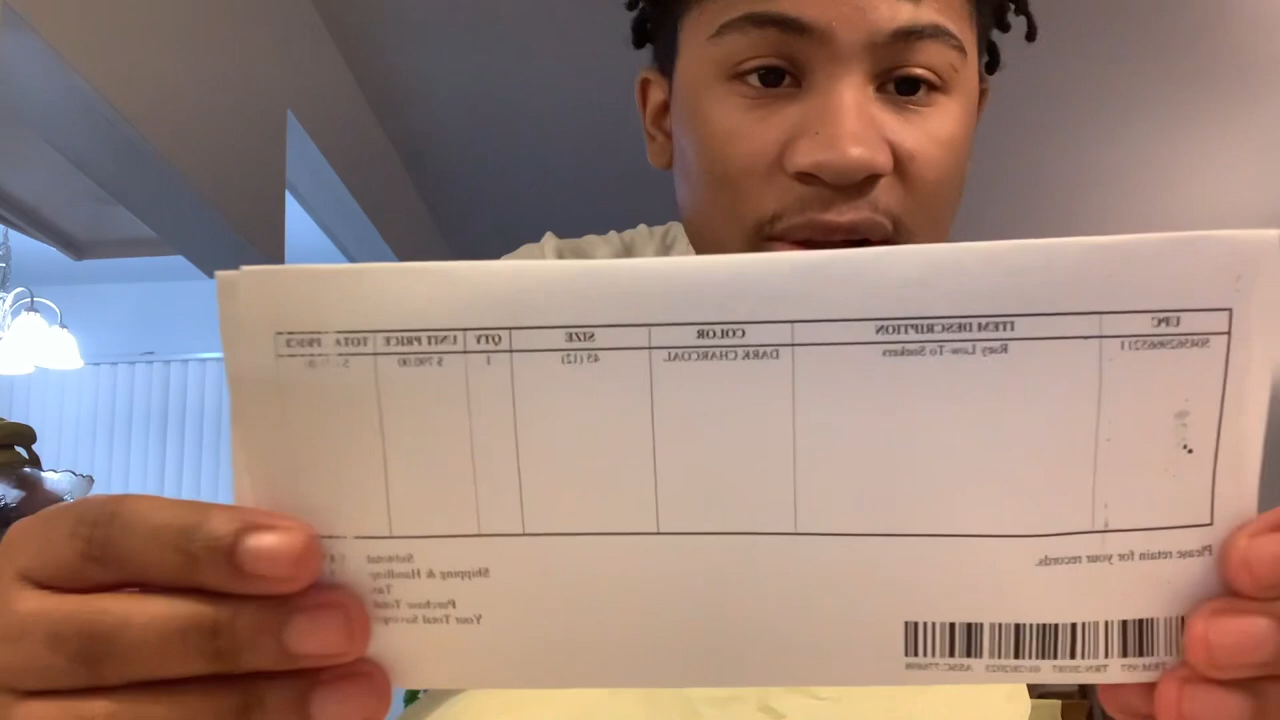 UPC ITEM DESCRIPTION COLOR SIZE QTY UNIT PRICE TOTAL PRICE
Low-To Seekers DARK CHARCOAL 45 (12) 1 $ 790.00
Please retain for your records.
Subtotal
Shipping & Handling
Tax
Purchase Total
Your Total Savings